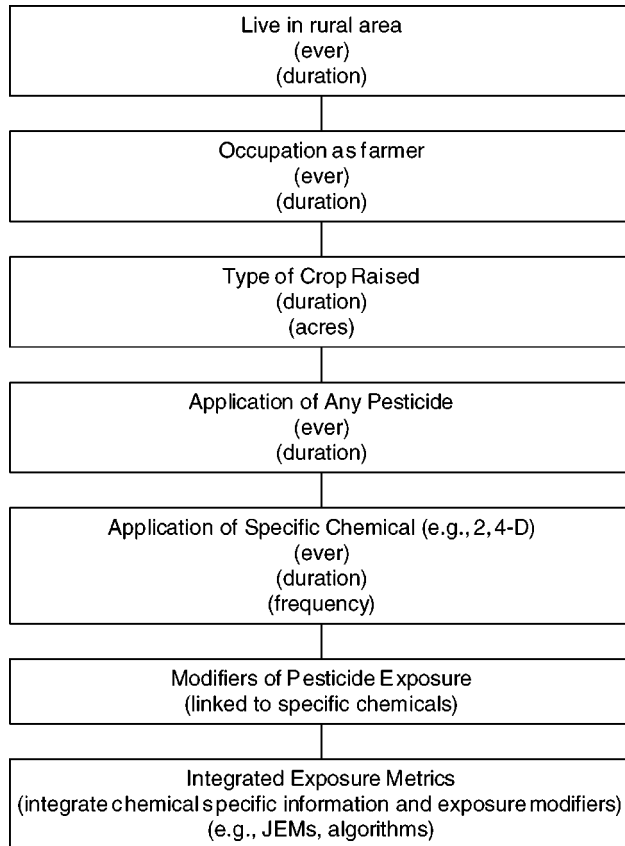 Live in rural area
(ever)
(duration)
Occupation as farmer
(ever)
(duration)
Type of Crop Raised
(duration)
(acres)
Application of Any Pesticide
(ever)
(duration)
Application of Specific Chemical (e.g., 2, 4-D)
(ever)
(duration)
(frequency)
Modifiers of Pesticide Exposure
(linked to specific chemicals)
Integrated Exposure Metrics
(integrate chemical specific information and exposure modifiers)
(e.g., JEMs, algorithms)